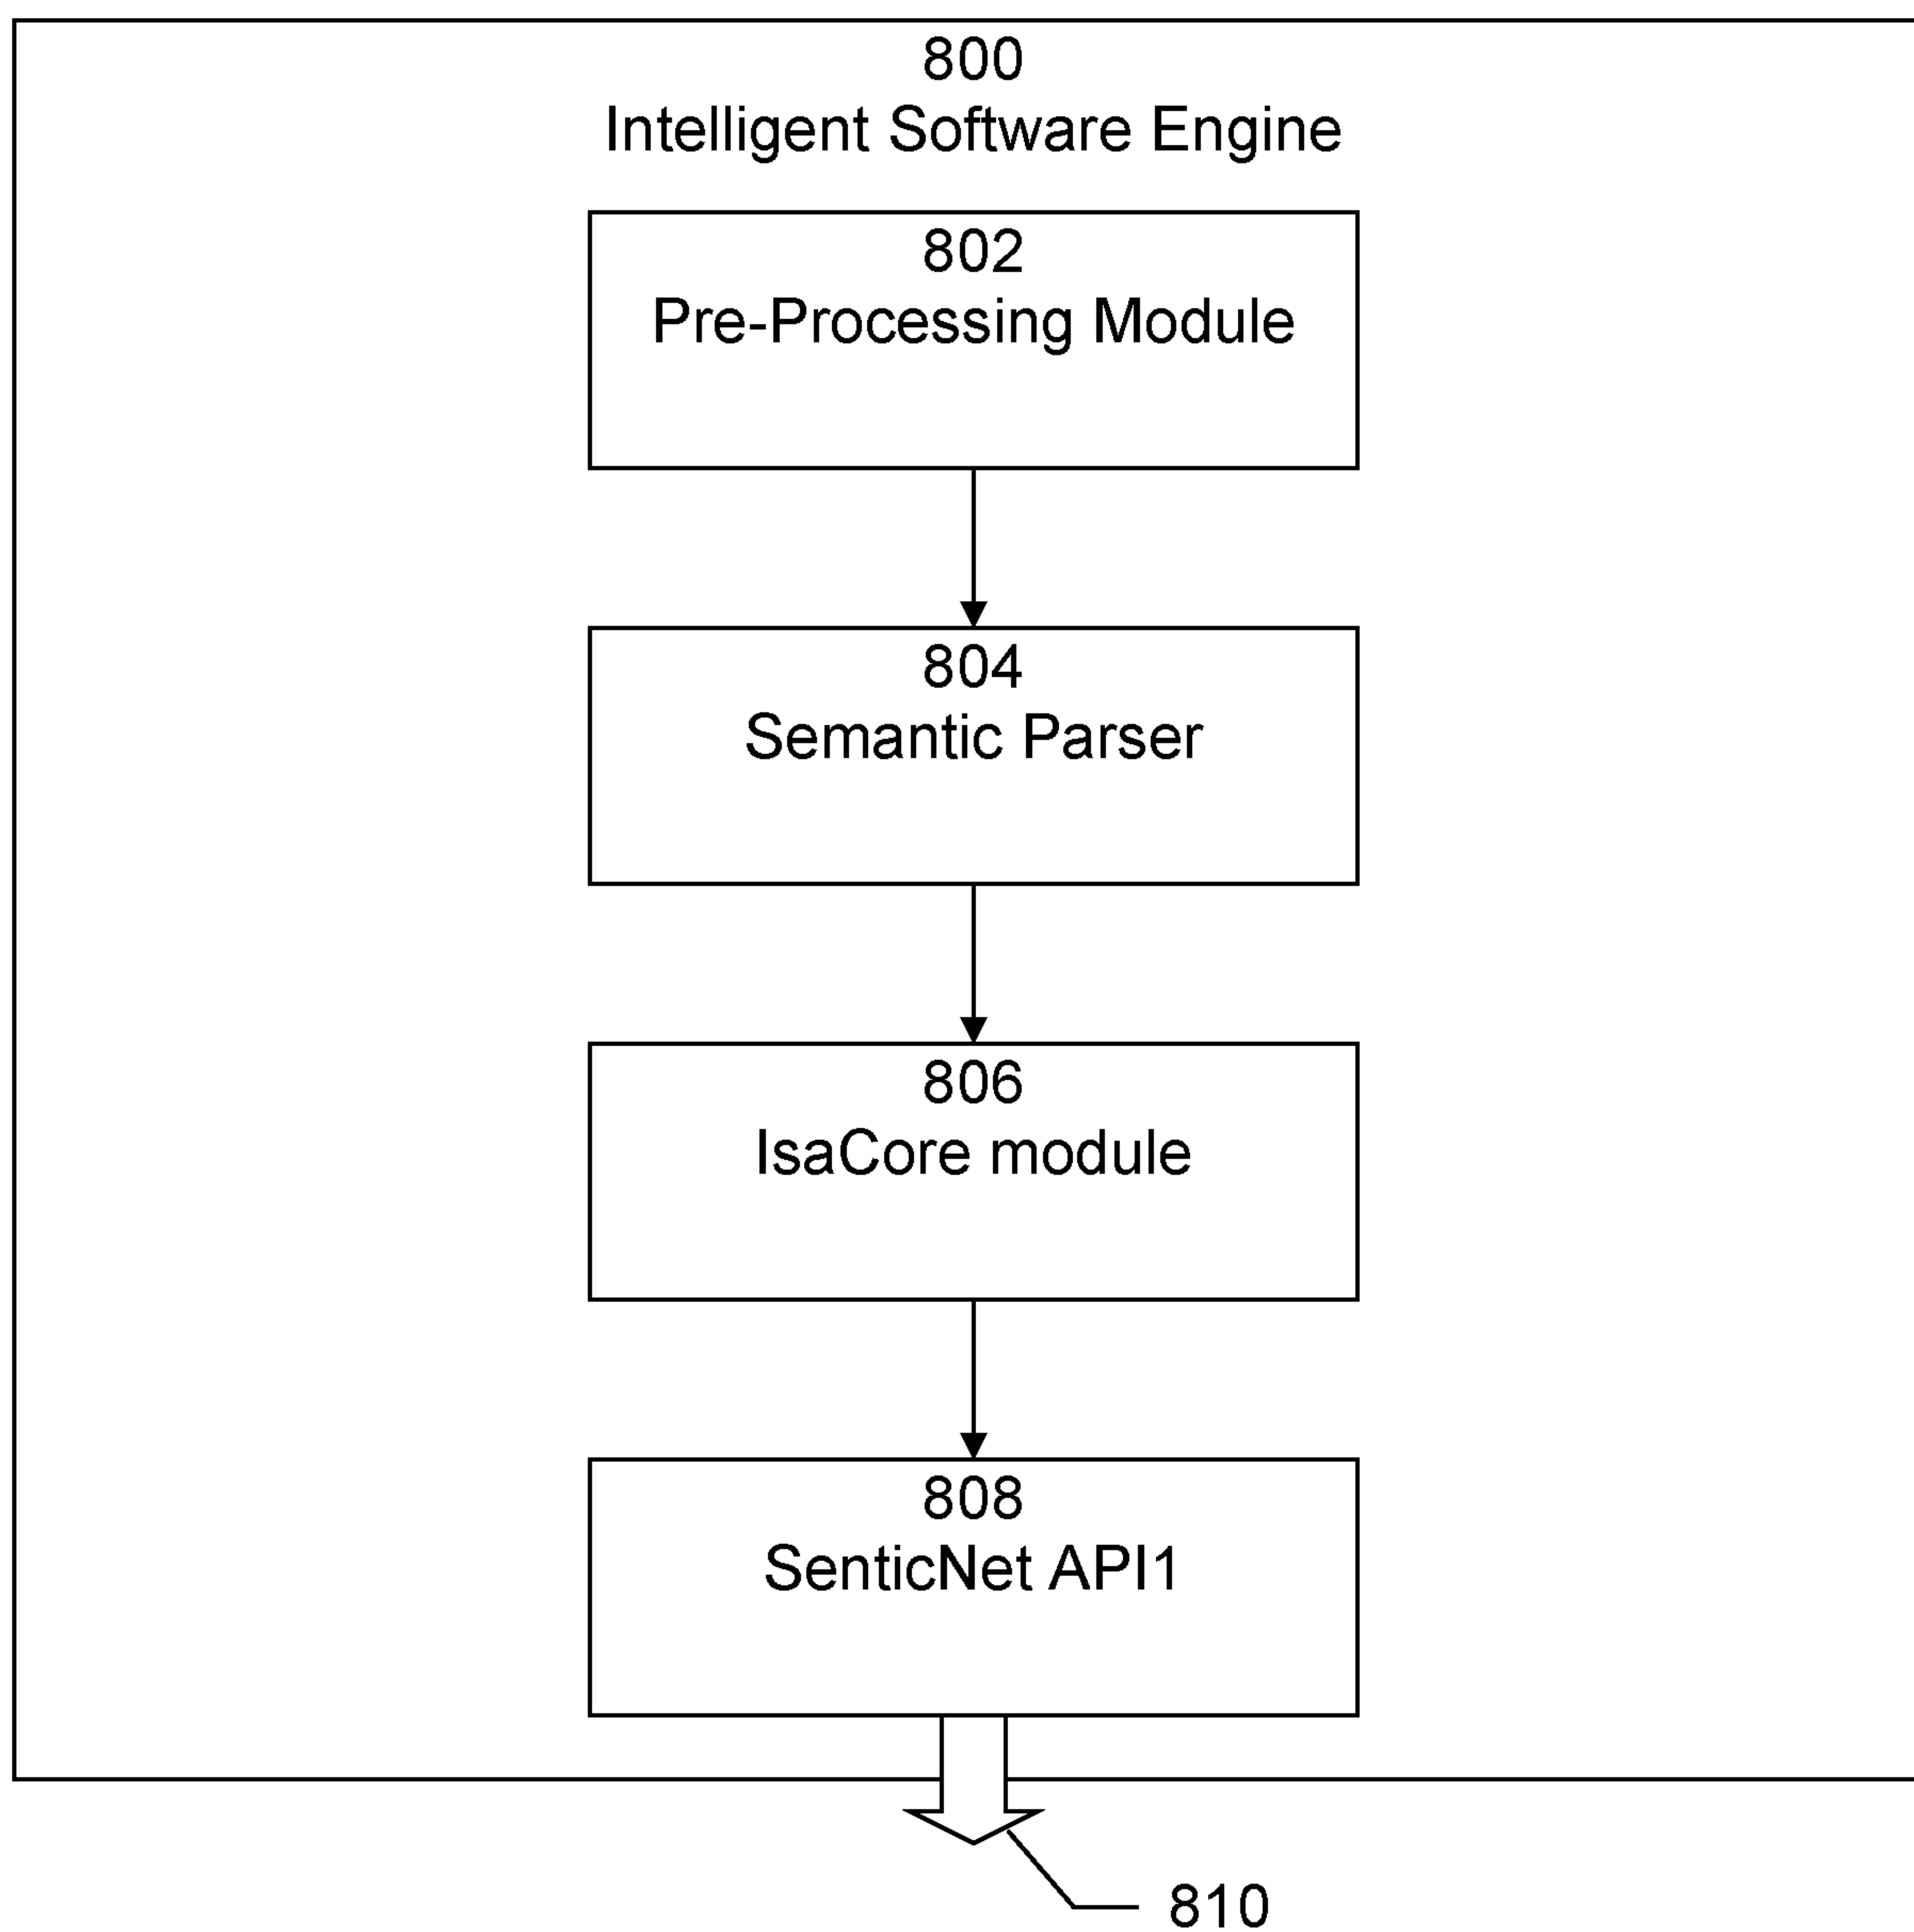 800
Intelligent Software Engine
802
Pre-Processing Module
804
Semantic Parser
806
IsaCore module
808
SenticNet API1
810